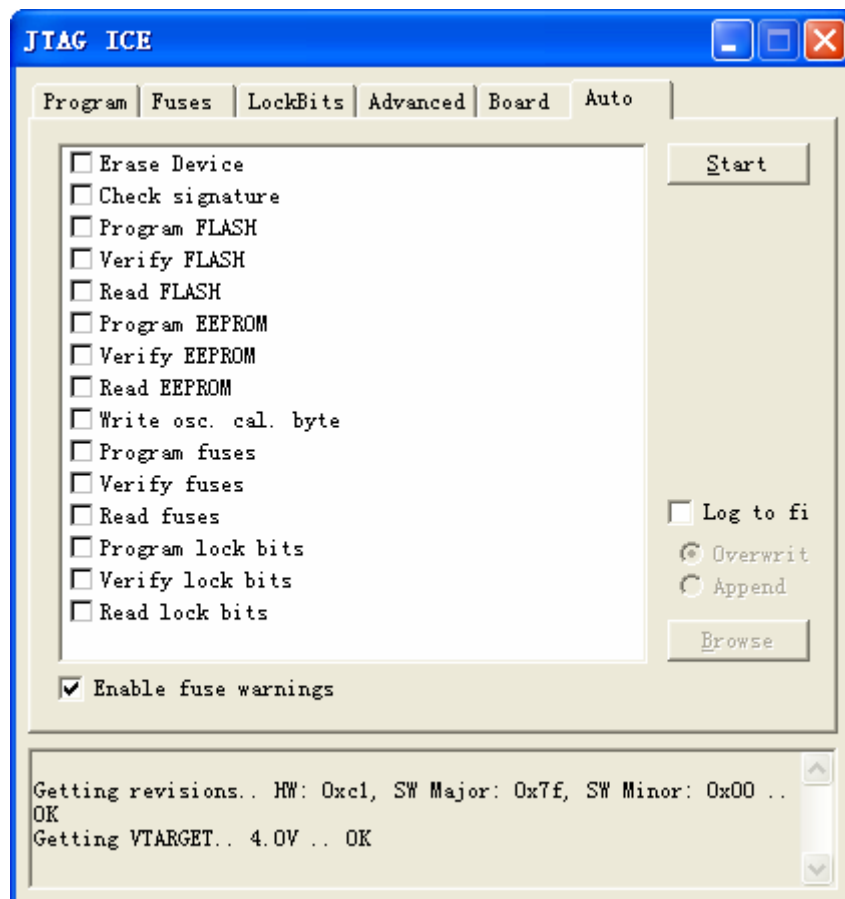 JTAG ICE
Program Fuses LockBits Advanced Board Auto
Erase Device
Check signature
Program FLASH
Verify FLASH
Read FLASH
Program EEPROM
Verify EEPROM
Read EEPROM
Write osc. cal. byte
Program fuses
Verify fuses
Read fuses
Program lock bits
Verify lock bits
Read lock bits
Enable fuse warnings
Start
Log to fi
Overwrit
Append
Browse
Getting revisions.. HW: 0xc1, SW Major: 0x7f, SW Minor: 0x00 ..
OK
Getting VTARGET.. 4.0V .. OK